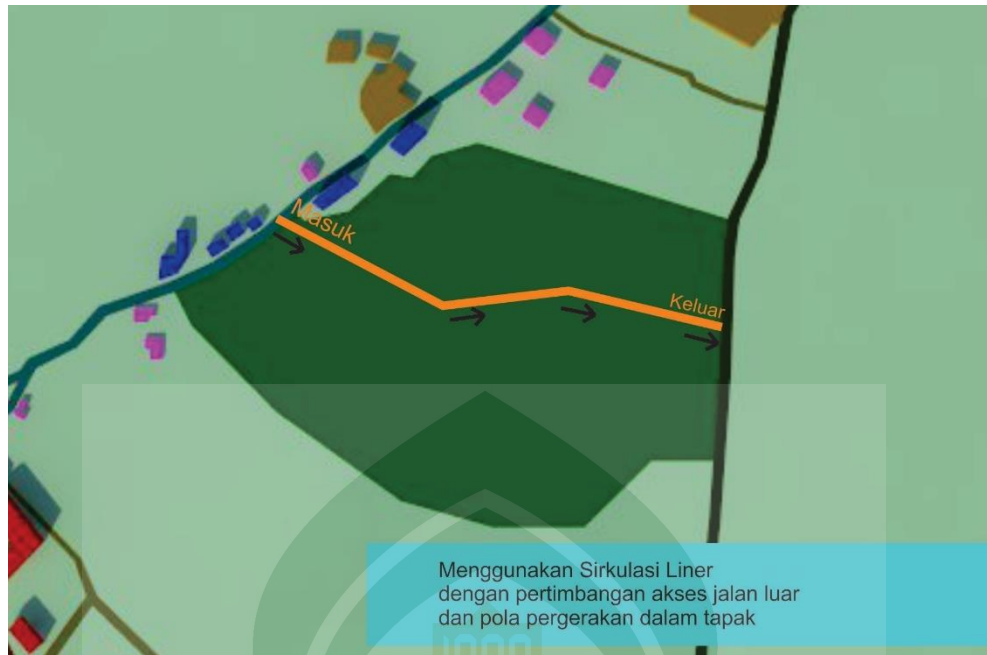 Masuk
Keluar
Menggunakan Sirkulasi Liner
dengan pertimbangan akses jalan luar
dan pola pergerakan dalam tapak